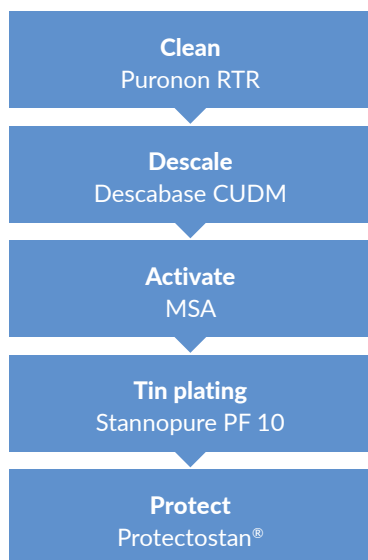 Clean
Puronon RTR
Descale
Descabase CUDM
Activate
MSA
Tin plating
Stannopure PF 10
Protect
Protectostan®